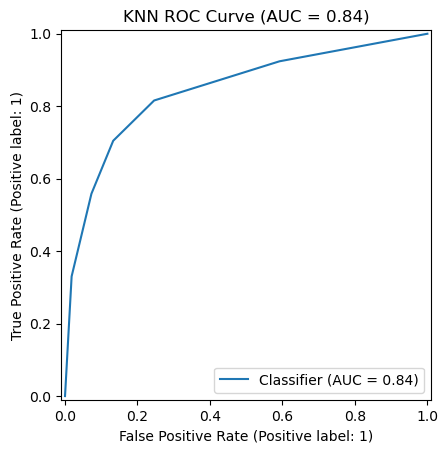 KNN ROC Curve (AUC = 0.84)
True Positive Rate (Positive label: 1)
1.0
0.8
0.6
0.4
0.2
0.0
Classifier (AUC = 0.84)
0.0 0.2 0.4 0.6 0.8 1.0
False Positive Rate (Positive label: 1)